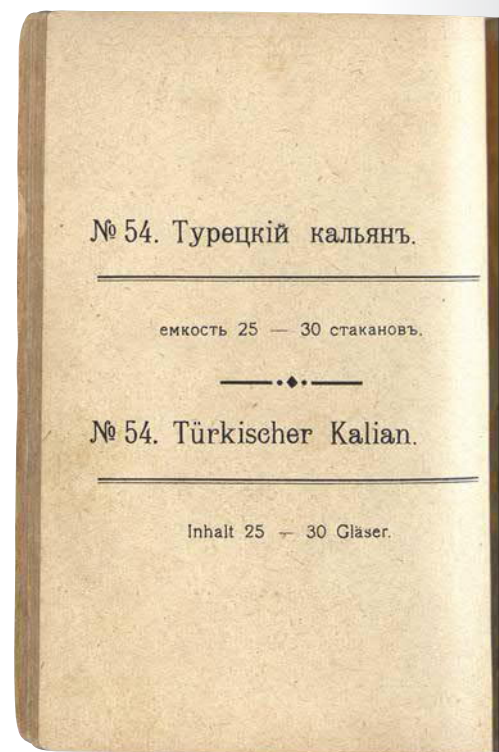 № 54. Турецкій кальянъ.
емкость 25 — 30 стакановъ.
№ 54. Türkischer Kalian.
Inhalt 25 — 30 Gläser.